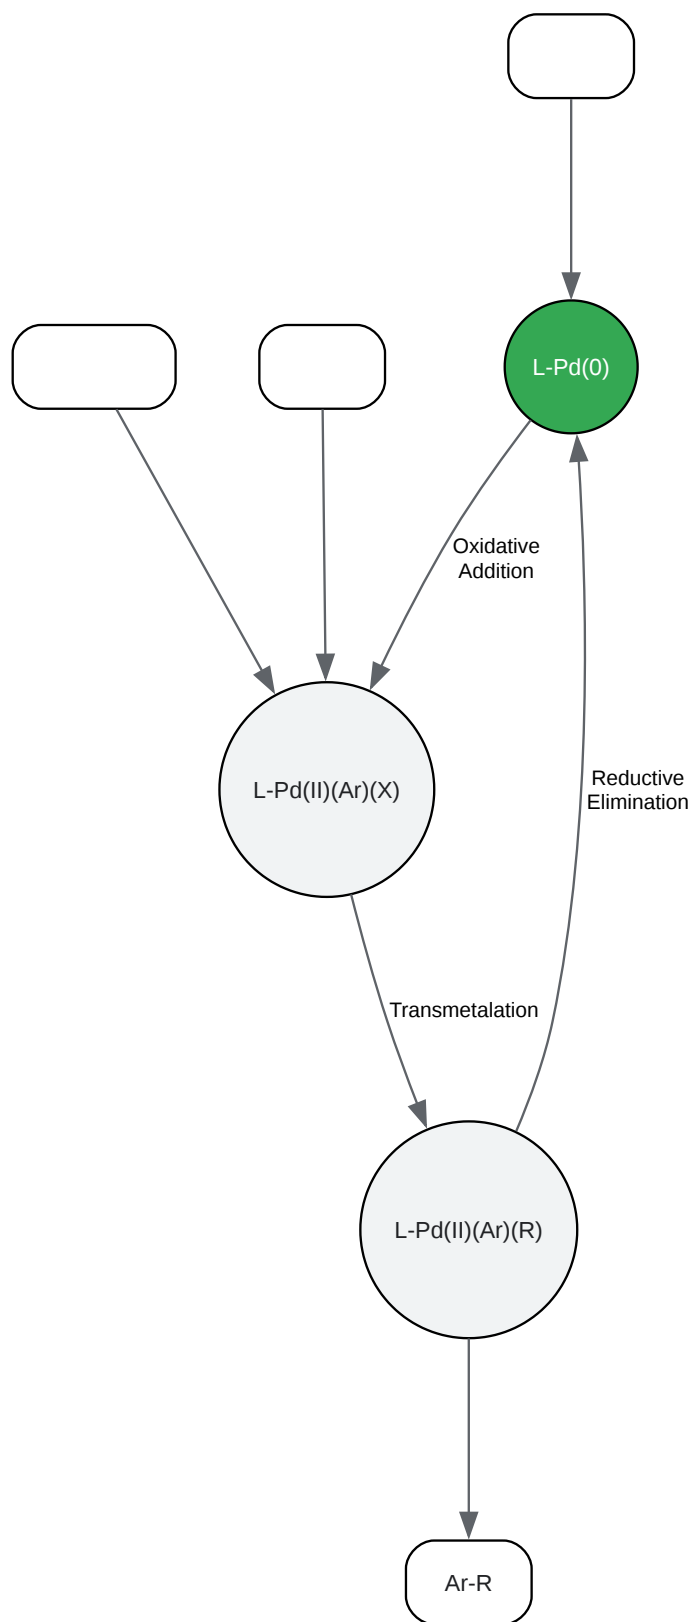 L-Pd(0)
Oxidative
Addition
L-Pd(II)(Ar)(X)
Reductive
Elimination
Transmetalation
L-Pd(II)(Ar)(R)
Ar-R